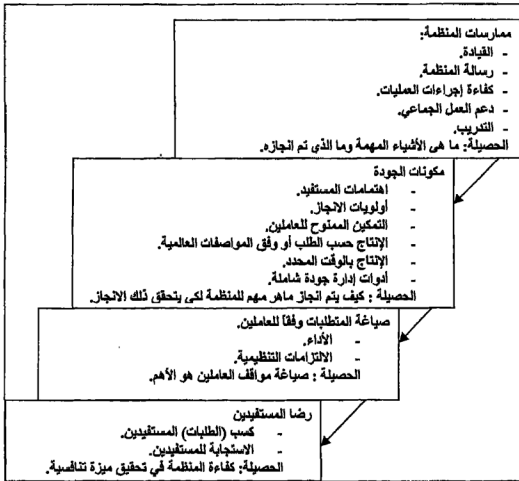 ممارسات المنظمة:
- القيادة.
- رسالة المنظمة.
- كفاءة إجراءات العمليات.
- دعم العمل الجماعي.
- التدريب.
الحصيلة: ما هي الأشياء المهمة وما الذي تم انجازه.
مكونات الجودة
- اهتمامات المستفيد.
- أولويات الانجاز.
- التمكين الممنوح للعاملين.
- الإنتاج حسب الطلب أو وفق المواصفات العالمية.
- الإنتاج بالوقت المحدد.
- أدوات إدارة جودة شاملة.
الحصيلة : كيف يتم انجاز ماهر مهم للمنظمة لكي يتحقق ذلك الانجاز.
صياغة المتطلبات وفقاً للعاملين.
- الأداء.
- الالتزامات التنظيمية.
الحصيلة : صياغة مواقف العاملين هو الأهم.
رضا المستفيدين
- كسب (الطلبات) المستفيدين.
- الاستجابة للمستفيدين.
الحصيلة: كفاءة المنظمة في تحقيق ميزة تنافسية.